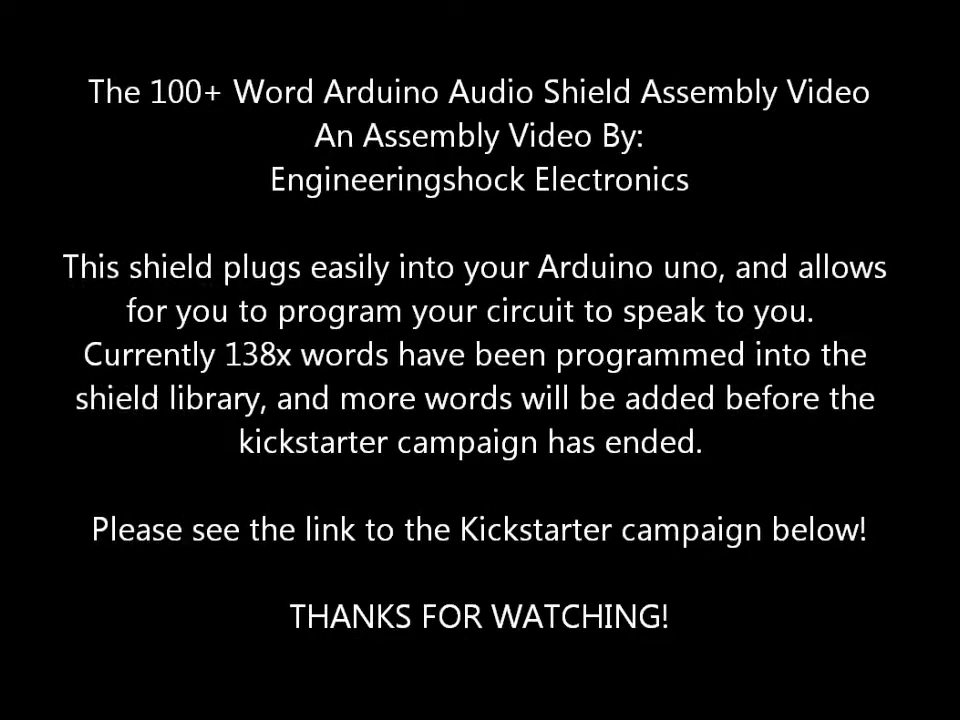 The 100+ Word Arduino Audio Shield Assembly Video
An Assembly Video By:
Engineeringshock Electronics
This shield plugs easily into your Arduino uno, and allows
for you to program your circuit to speak to you.
Currently 138x words have been programmed into the
shield library, and more words will be added before the
kickstarter campaign has ended.
Please see the link to the Kickstarter campaign below!
THANKS FOR WATCHING!